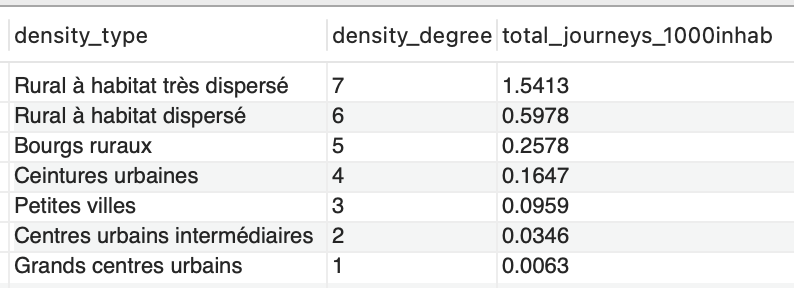 density_type density_degree total_journeys_1000inhab
Rural à habitat très dispersé 7 1.5413
Rural à habitat dispersé 6 0.5978
Bourgs ruraux 5 0.2578
Ceintures urbaines 4 0.1647
Petites villes 3 0.0959
Centres urbains intermédiaires 2 0.0346
Grands centres urbains 1 0.0063